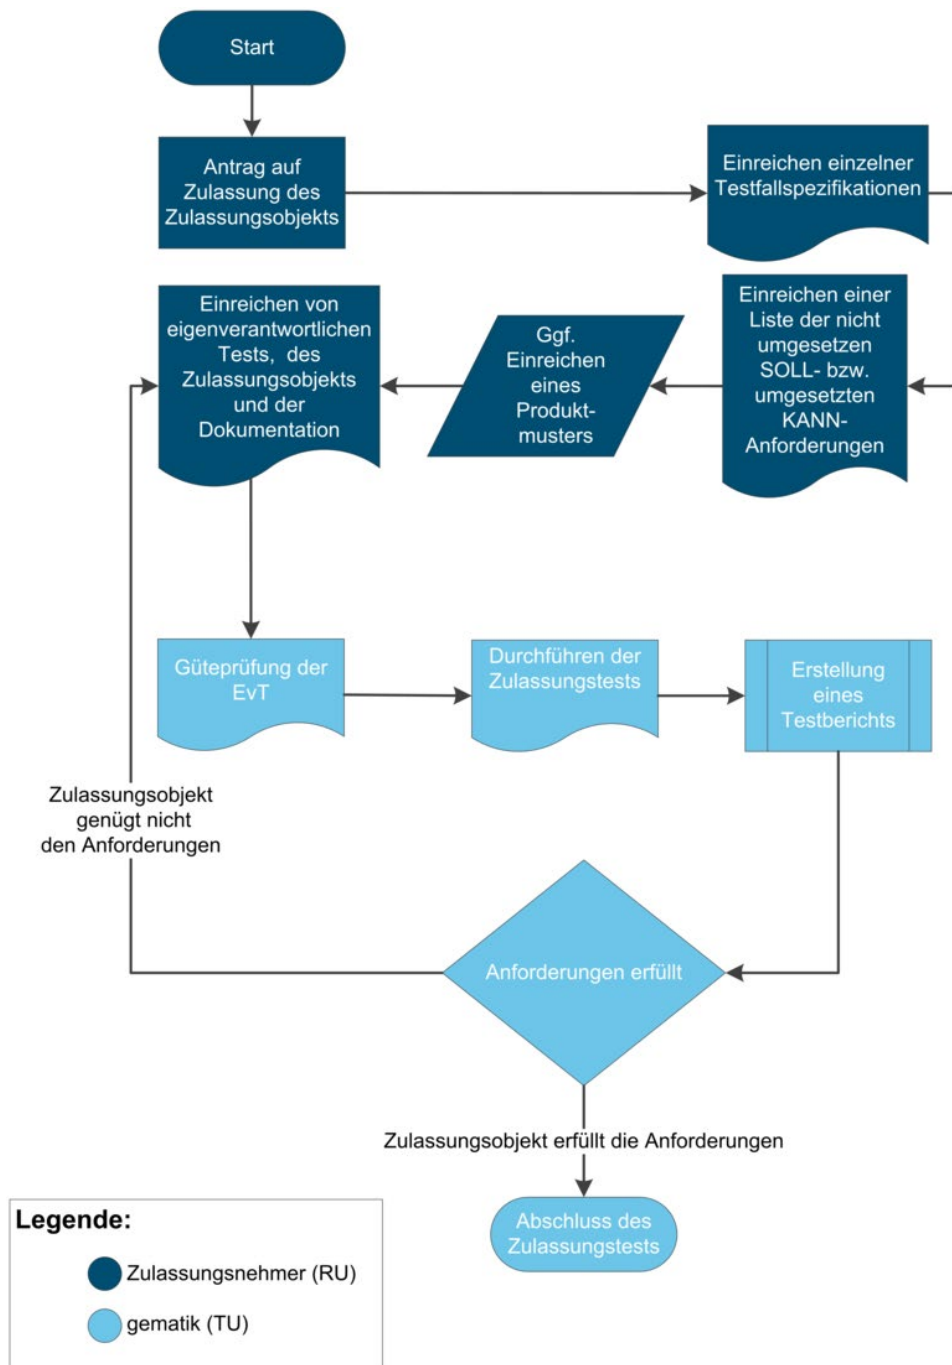 Start
Antrag auf
Zulassung des
Zulassungsobjekts
Einreichen einzelner
Testfallspezifikationen
Einreichen einer
Liste der nicht
umgesetzen
SOLL- bzw.
umgesetzten
KANN-
Anforderungen
Ggf.
Einreichen
eines
Produkt-
musters
Einreichen von
eigenverantwortlichen
Tests, des
Zulassungsobjekts
und der
Dokumentation
Güteprüfung der
EvT
Durchführen der
Zulassungstests
Erstellung
eines
Testberichts
Zulassungsobjekt
genügt nicht
den Anforderungen
Anforderungen erfüllt
Zulassungsobjekt erfüllt die Anforderungen
Abschluss des
Zulassungstests
Legende:
Zulassungsnehmer (RU)
gematik (TU)